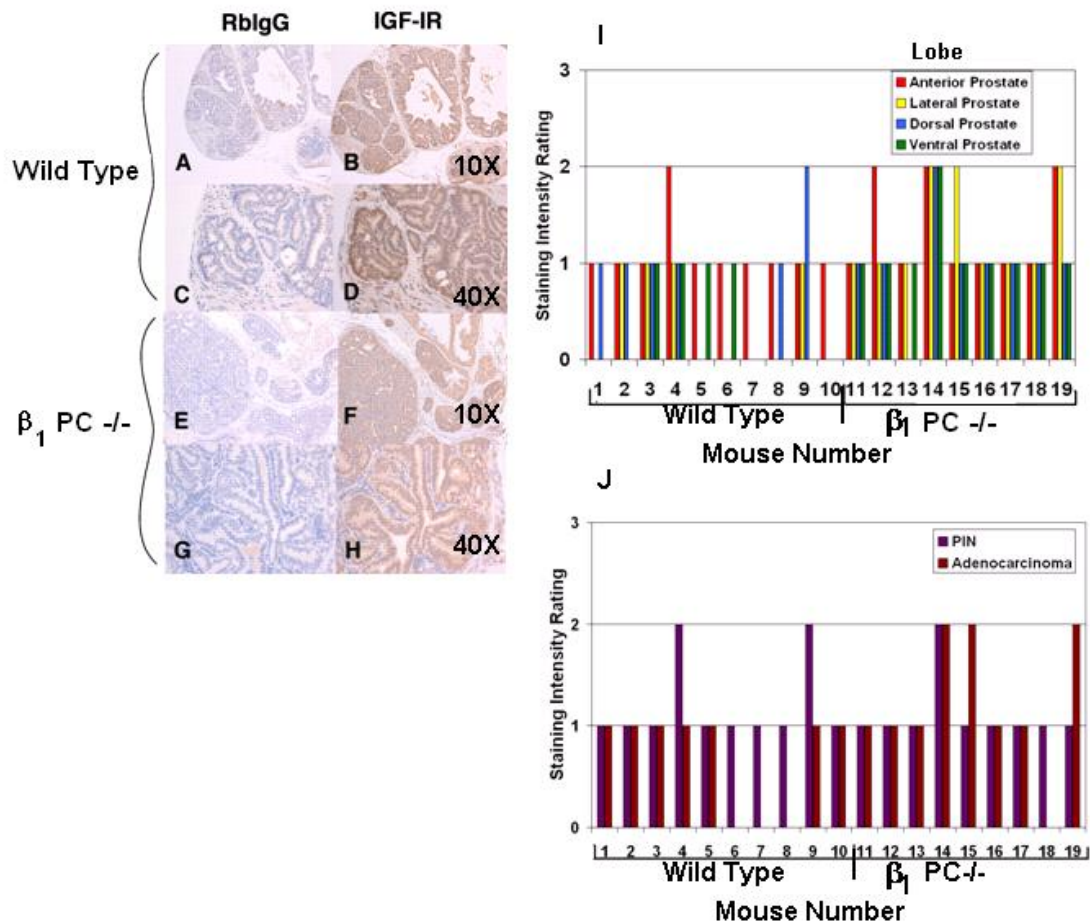 RbIgG IGF-IR
Wild Type
A B 10X
C D 40X
β1 PC -/-
E F 10X
G H 40X
I
Lobe
Anterior Prostate
Lateral Prostate
Dorsal Prostate
Ventral Prostate
Staining Intensity Rating
3
2
1
0
1 2 3 4 5 6 7 8 9 10 11 12 13 14 15 16 17 18 19
Wild Type β1 PC -/-
Mouse Number
J
PIN
Adenocarcinoma
Staining Intensity Rating
3
2
1
0
1 2 3 4 5 6 7 8 9 10 11 12 13 14 15 16 17 18 19
Wild Type β1 PC-/-
Mouse Number